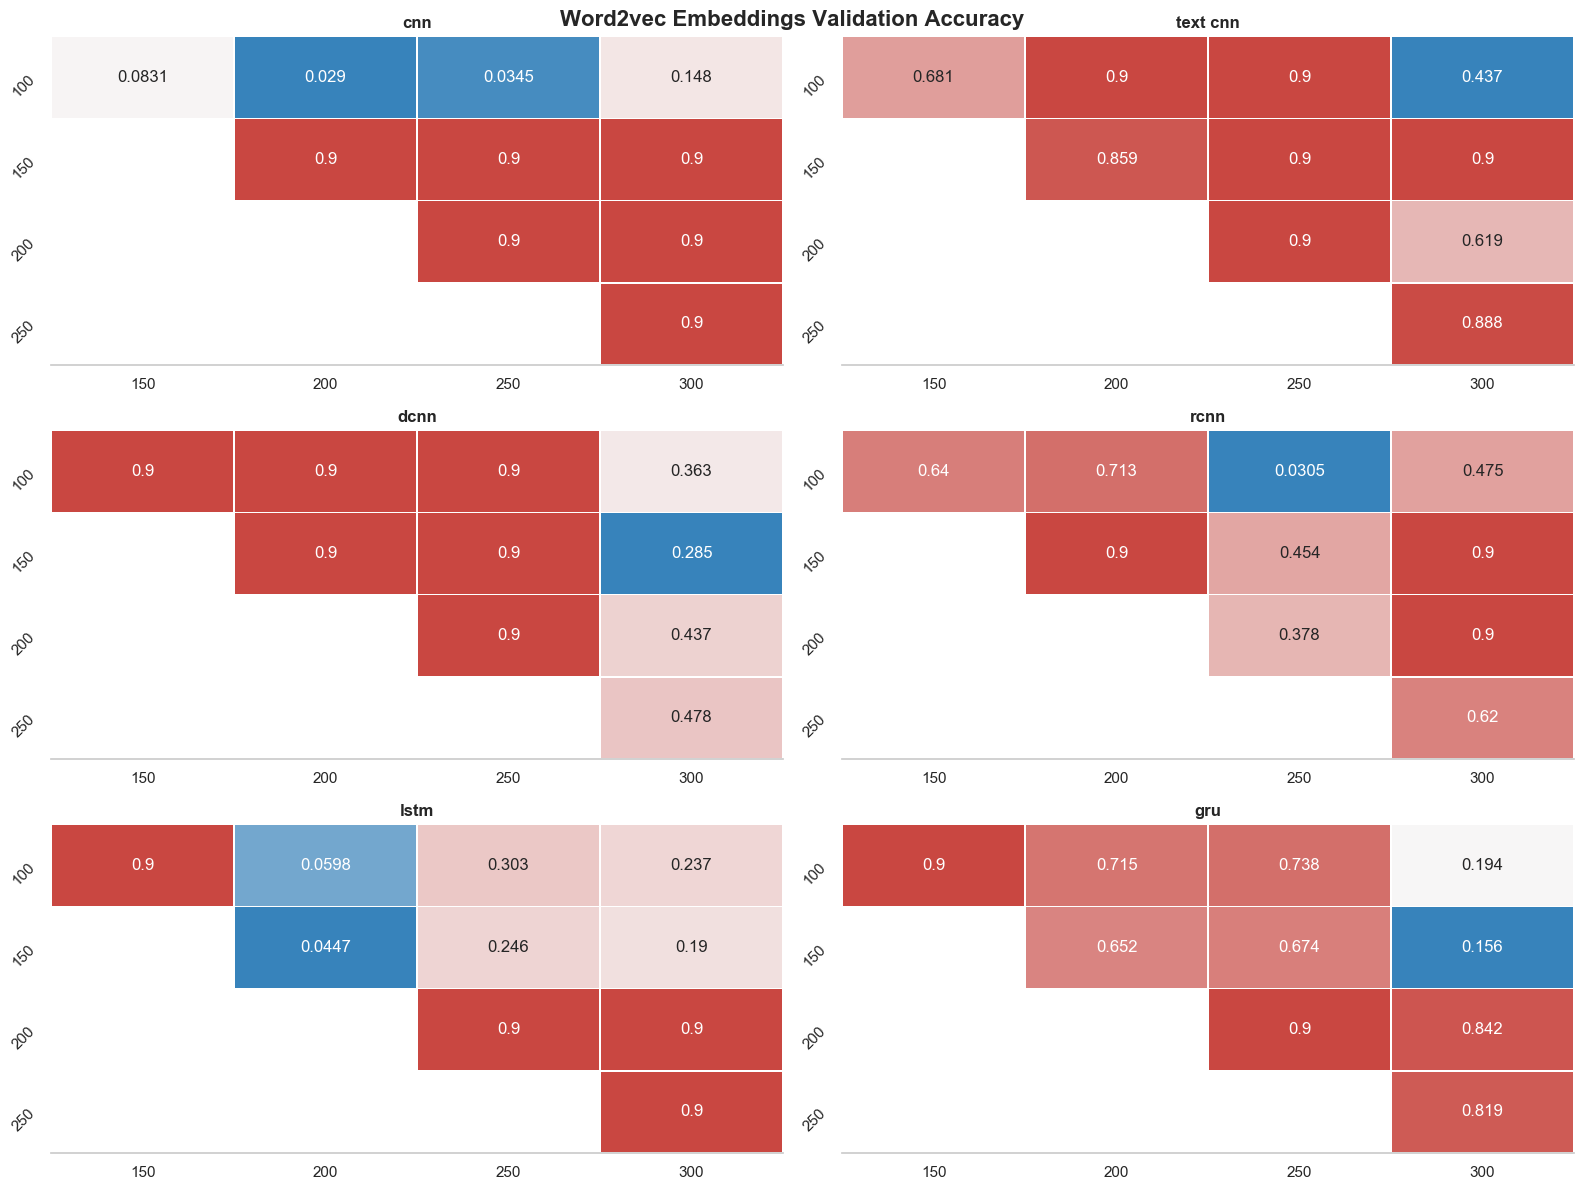 Word2vec Embeddings Validation Accuracy
cnn
100 0.0831 0.029 0.0345 0.148
150 0.9 0.9 0.9
200 0.9 0.9
250 0.9
150 200 250 300
text cnn
100 0.681 0.9 0.9 0.437
150 0.859 0.9 0.9
200 0.9 0.619
250 0.888
150 200 250 300
dcnn
100 0.9 0.9 0.9 0.363
150 0.9 0.9 0.285
200 0.9 0.437
250 0.478
150 200 250 300
rcnn
100 0.64 0.713 0.0305 0.475
150 0.9 0.454 0.9
200 0.378 0.9
250 0.62
150 200 250 300
lstm
100 0.9 0.0598 0.303 0.237
150 0.0447 0.246 0.19
200 0.9 0.9
250 0.9
150 200 250 300
gru
100 0.9 0.715 0.738 0.194
150 0.652 0.674 0.156
200 0.9 0.842
250 0.819
150 200 250 300